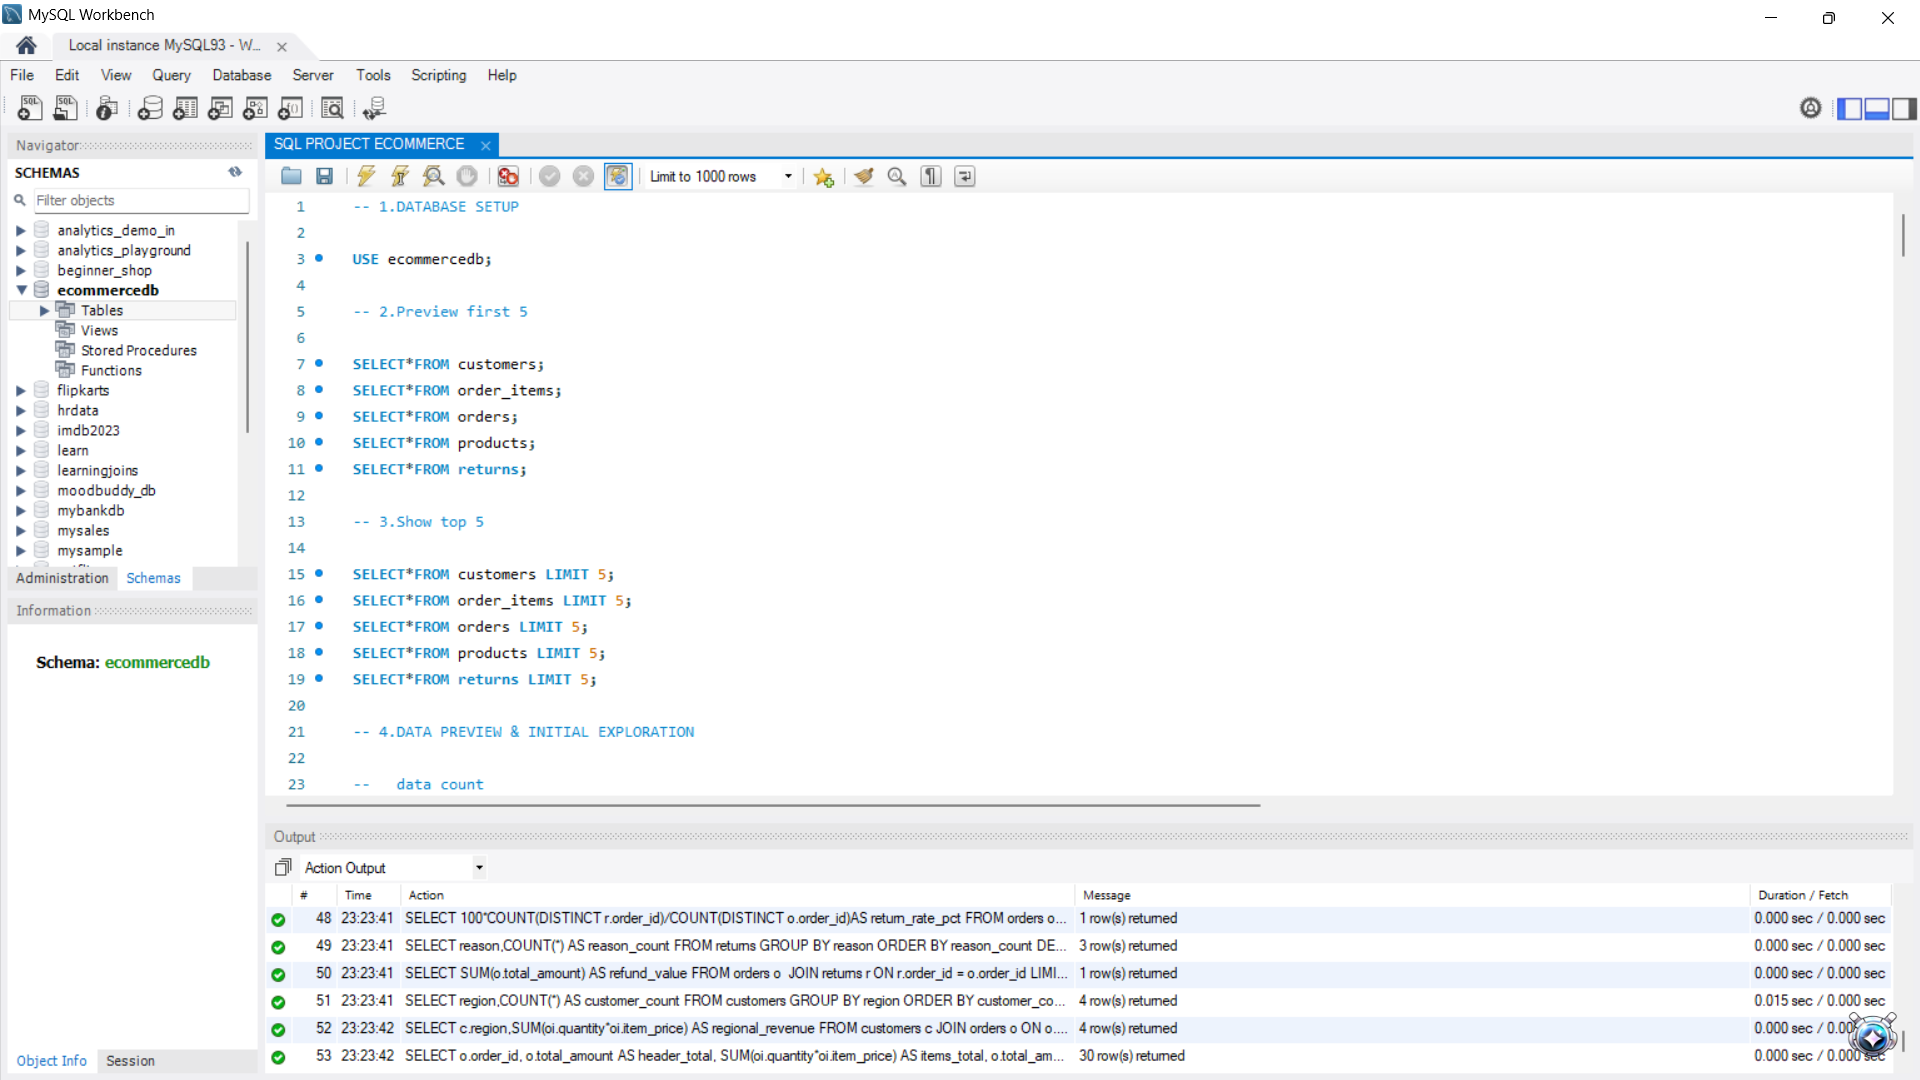 MySQL Workbench
Local instance MySQL93 - W...
File Edit View Query Database Server Tools Scripting Help
Navigator
SCHEMAS
Filter objects
analytics_demo_in
analytics_playground
beginner_shop
ecommercedb
Tables
Views
Stored Procedures
Functions
flipkarts
hrdata
imdb2023
learn
learningjoins
moodbuddy_db
mybankdb
mysales
mysample
Administration Schemas
Information
Schema: ecommercedb
Object Info Session
SQL PROJECT ECOMMERCE
Limit to 1000 rows
1 -- 1.DATABASE SETUP
2
3 USE ecommercedb;
4
5 -- 2.Preview first 5
6
7 SELECT*FROM customers;
8 SELECT*FROM order_items;
9 SELECT*FROM orders;
10 SELECT*FROM products;
11 SELECT*FROM returns;
12
13 -- 3.Show top 5
14
15 SELECT*FROM customers LIMIT 5;
16 SELECT*FROM order_items LIMIT 5;
17 SELECT*FROM orders LIMIT 5;
18 SELECT*FROM products LIMIT 5;
19 SELECT*FROM returns LIMIT 5;
20
21 -- 4.DATA PREVIEW & INITIAL EXPLORATION
22
23 --   data count
Output
Action Output
# Time Action Message Duration / Fetch
48 23:23:41 SELECT 100*COUNT(DISTINCT r.order_id)/COUNT(DISTINCT o.order_id)AS return_rate_pct FROM orders o... 1 row(s) returned 0.000 sec / 0.000 sec
49 23:23:41 SELECT reason,COUNT(*) AS reason_count FROM returns GROUP BY reason ORDER BY reason_count DE... 3 row(s) returned 0.000 sec / 0.000 sec
50 23:23:41 SELECT SUM(o.total_amount) AS refund_value FROM orders o  JOIN returns r ON r.order_id = o.order_id LIMI... 1 row(s) returned 0.000 sec / 0.000 sec
51 23:23:41 SELECT region,COUNT(*) AS customer_count FROM customers GROUP BY region ORDER BY customer_co... 4 row(s) returned 0.015 sec / 0.000 sec
52 23:23:42 SELECT c.region,SUM(oi.quantity*oi.item_price) AS regional_revenue FROM customers c JOIN orders o ON o.... 4 row(s) returned 0.000 sec /
53 23:23:42 SELECT o.order_id, o.total_amount AS header_total, SUM(oi.quantity*oi.item_price) AS items_total, o.total_am... 30 row(s) returned 0.000 sec / 0.000 sec